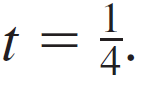 t = 1/4.